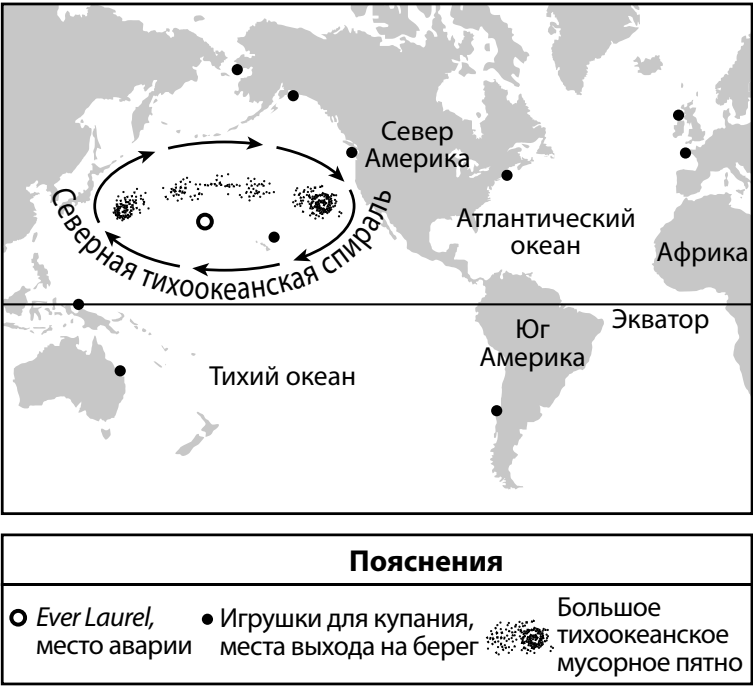 Север
Америка
Атлантический
океан
Африка
Северная тихоокеанская спираль
Экватор
Юг
Америка
Тихий океан
Пояснения
Ever Laurel,
место аварии
Игрушки для купания,
места выхода на берег
Большое
тихоокеанское
мусорное пятно